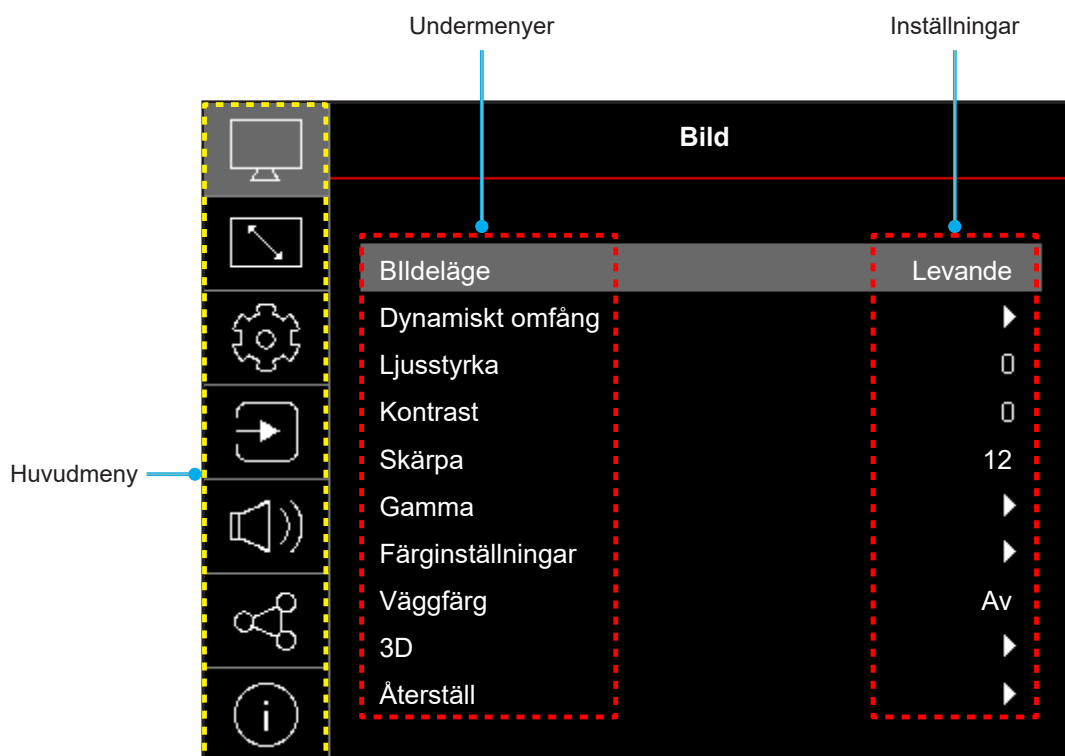 Undermenyer Inställningar
Bild
BIldeläge Levande
Dynamiskt omfång
Ljusstyrka 0
Kontrast 0
Skärpa 12
Huvudmeny
Gamma
Färginställningar
Väggfärg Av
3D
Återställ
i